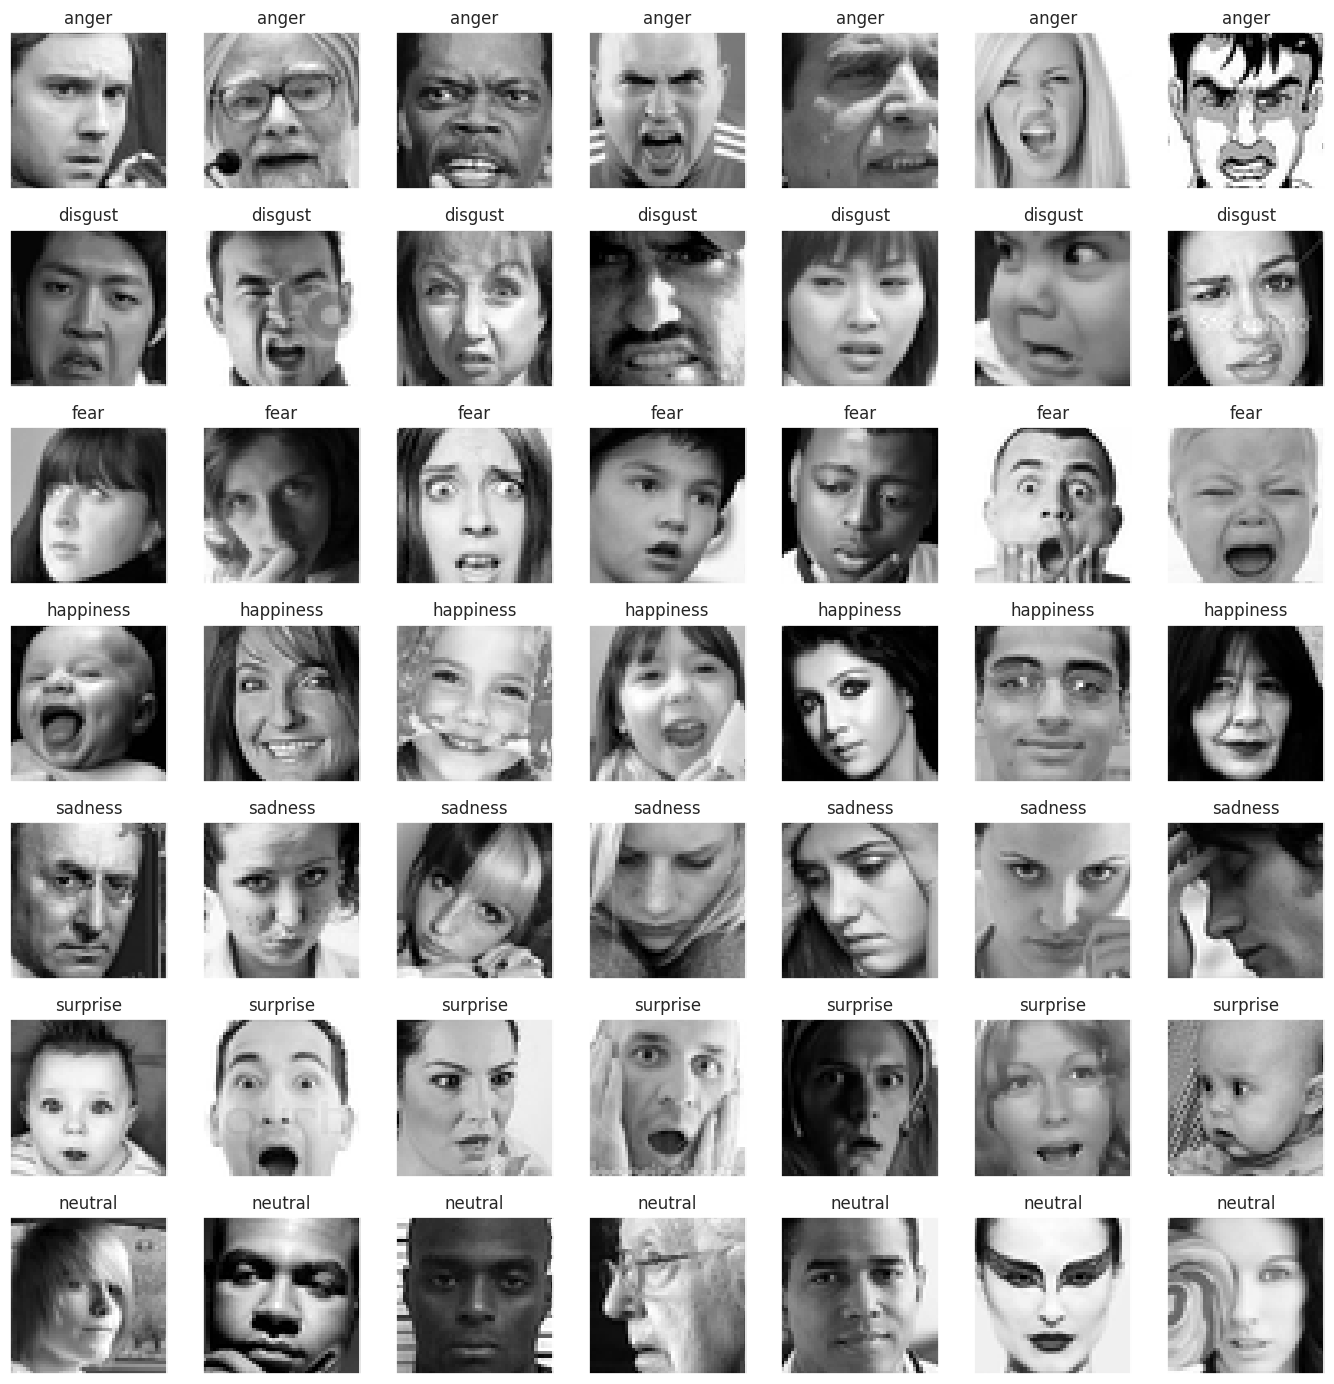 anger anger anger anger anger anger anger
disgust disgust disgust disgust disgust disgust disgust
fear fear fear fear fear fear fear
happiness happiness happiness happiness happiness happiness happiness
sadness sadness sadness sadness sadness sadness sadness
surprise surprise surprise surprise surprise surprise surprise
neutral neutral neutral neutral neutral neutral neutral